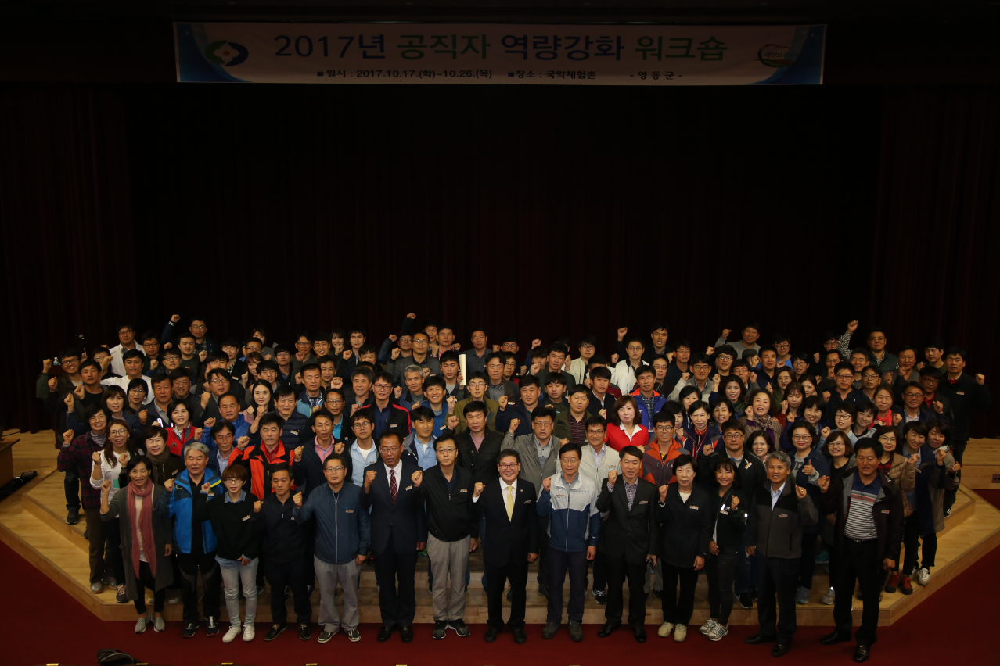 2017년 공직자 역량강화 워크숍
■일시 : 2017.10.17.(화)~10.26.(목) ■장소 : 국악체험촌 - 영동군 -